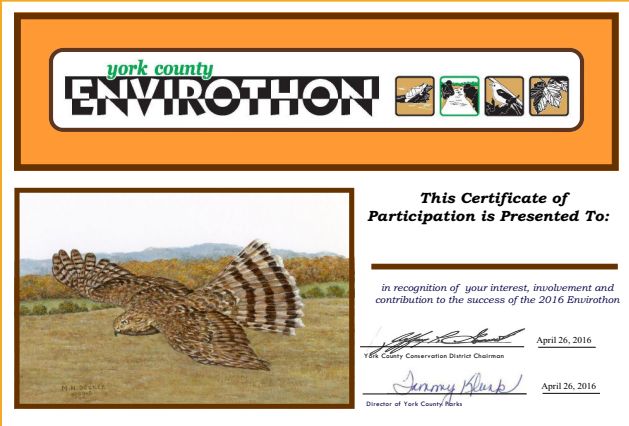 york county
ENVIROTHON
This Certificate of
Participation is Presented To:
in recognition of your interest, involvement and
contribution to the success of the 2016 Envirothon
April 26, 2016
York County Conservation District Chairman
Tammy Klunk
April 26, 2016
Director of York County Parks